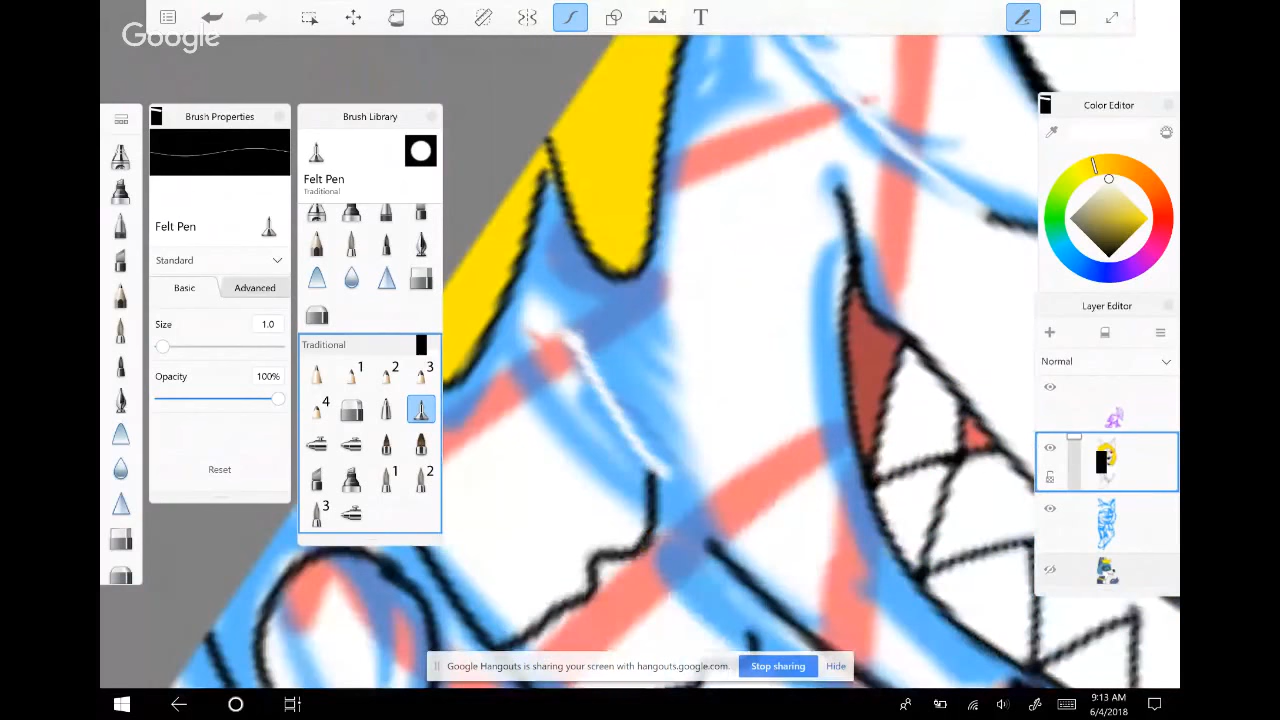 Google
T
Brush Properties
Felt Pen
Standard
Basic
Advanced
Size
1.0
Opacity
100%
Reset
Brush Library
Felt Pen
Traditional
Traditional
1
2
3
4
1
2
3
Color Editor
Layer Editor
Normal
Google Hangouts is sharing your screen with hangouts.google.com.
Stop sharing
Hide
9:13 AM
6/4/2018